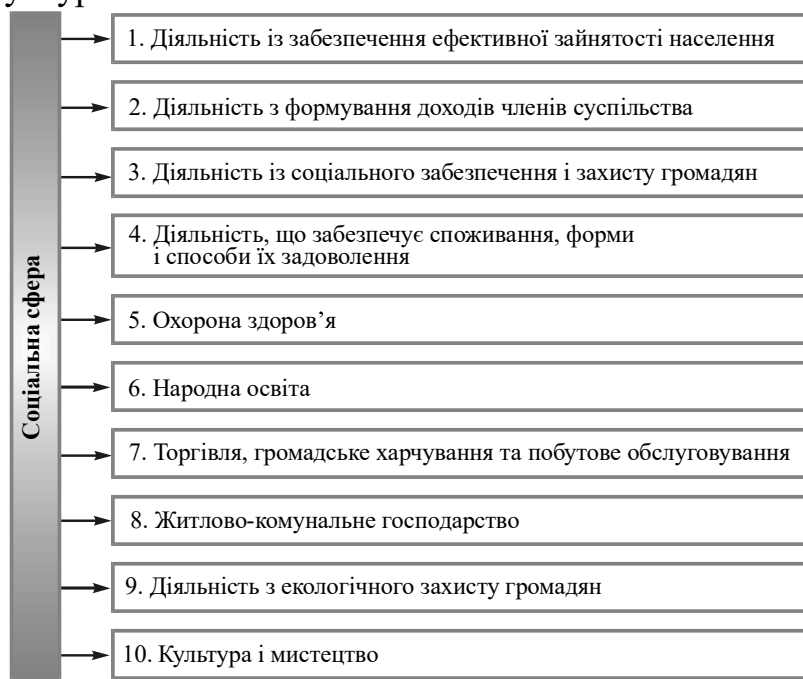 Соціальна сфера
1. Діяльність із забезпечення ефективної зайнятості населення
2. Діяльність з формування доходів членів суспільства
3. Діяльність із соціального забезпечення і захисту громадян
4. Діяльність, що забезпечує споживання, форми
і способи їх задоволення
5. Охорона здоров’я
6. Народна освіта
7. Торгівля, громадське харчування та побутове обслуговування
8. Житлово-комунальне господарство
9. Діяльність з екологічного захисту громадян
10. Культура і мистецтво